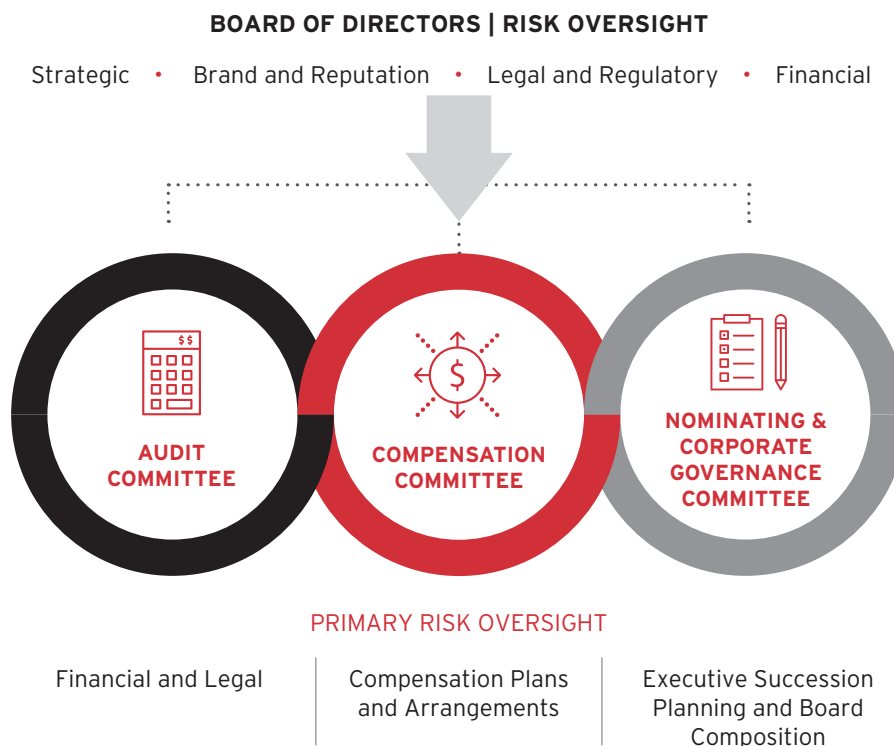 BOARD OF DIRECTORS | RISK OVERSIGHT
Strategic • Brand and Reputation • Legal and Regulatory • Financial
$$
AUDIT
COMMITTEE
$
COMPENSATION
COMMITTEE
NOMINATING &
CORPORATE
GOVERNANCE
COMMITTEE
PRIMARY RISK OVERSIGHT
Financial and Legal
Compensation Plans
and Arrangements
Executive Succession
Planning and Board
Composition